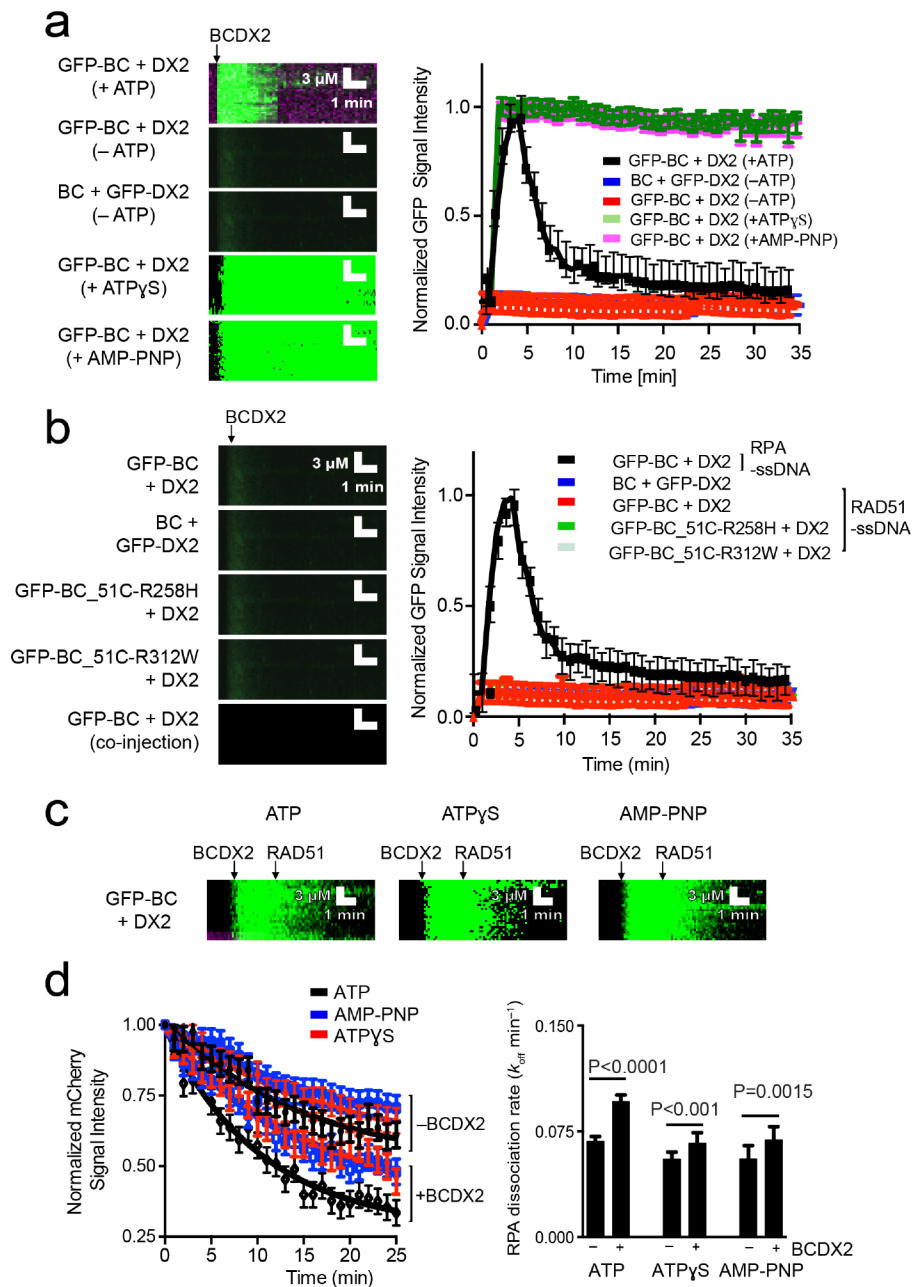 a
BCDX2
GFP-BC + DX2
(+ ATP)
3 µM
1 min
GFP-BC + DX2
(– ATP)
BC + GFP-DX2
(– ATP)
GFP-BC + DX2
(+ ATPɣS)
GFP-BC + DX2
(+ AMP-PNP)
Normalized GFP Signal Intensity
1.0
0.5
0.0
0 5 10 15 20 25 30 35
Time [min]
GFP-BC + DX2 (+ATP)
BC + GFP-DX2 (–ATP)
GFP-BC + DX2 (–ATP)
GFP-BC + DX2 (+ATPɣS)
GFP-BC + DX2 (+AMP-PNP)
b
BCDX2
GFP-BC
+ DX2
3 µM
1 min
BC +
GFP-DX2
GFP-BC_51C-R258H
+ DX2
GFP-BC_51C-R312W
+ DX2
GFP-BC + DX2
(co-injection)
Normalized GFP Signal Intensity
1.0
0.5
0.0
0 5 10 15 20 25 30 35
Time (min)
GFP-BC + DX2
BC + GFP-DX2
GFP-BC + DX2
GFP-BC_51C-R258H + DX2
GFP-BC_51C-R312W + DX2
RPA
-ssDNA
RAD51
-ssDNA
c
ATP
ATPɣS
AMP-PNP
BCDX2 RAD51
BCDX2 RAD51
BCDX2 RAD51
GFP-BC
+ DX2
3 µM
1 min
3 µM
1 min
3 µM
1 min
d
Normalized mCherry
Signal Intensity
1.00
0.75
0.50
0.25
0 5 10 15 20 25
Time (min)
ATP
AMP-PNP
ATPɣS
–BCDX2
+BCDX2
RPA dissociation rate (koff min–1)
0.150
0.075
0.000
P<0.0001
P<0.001
P=0.0015
– + – + – + BCDX2
ATP ATPɣS AMP-PNP